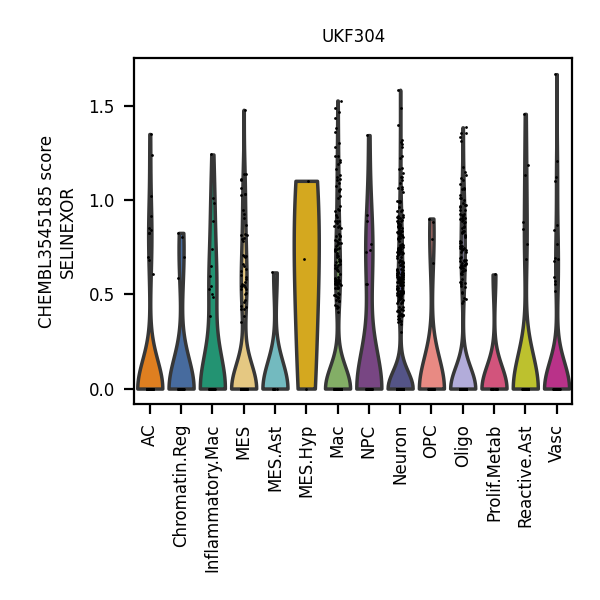 UKF304
CHEMBL3545185 score
SELINEXOR
1.5
1.0
0.5
0.0
AC
Chromatin.Reg
Inflammatory.Mac
MES
MES.Ast
MES.Hyp
Mac
NPC
Neuron
OPC
Oligo
Prolif.Metab
Reactive.Ast
Vasc